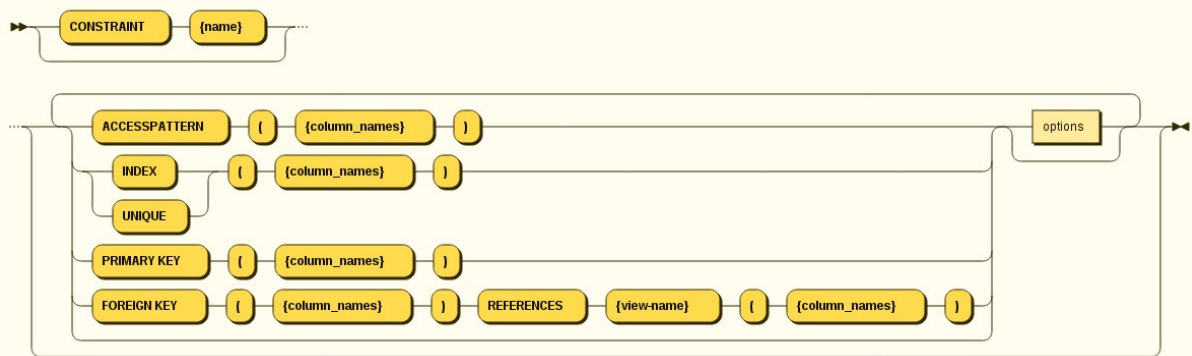 CONSTRAINT {name}
ACCESSPATTERN ( {column_names} ) options
INDEX ( {column_names} )
UNIQUE
PRIMARY KEY ( {column_names} )
FOREIGN KEY ( {column_names} ) REFERENCES {view-name} ( {column_names} )